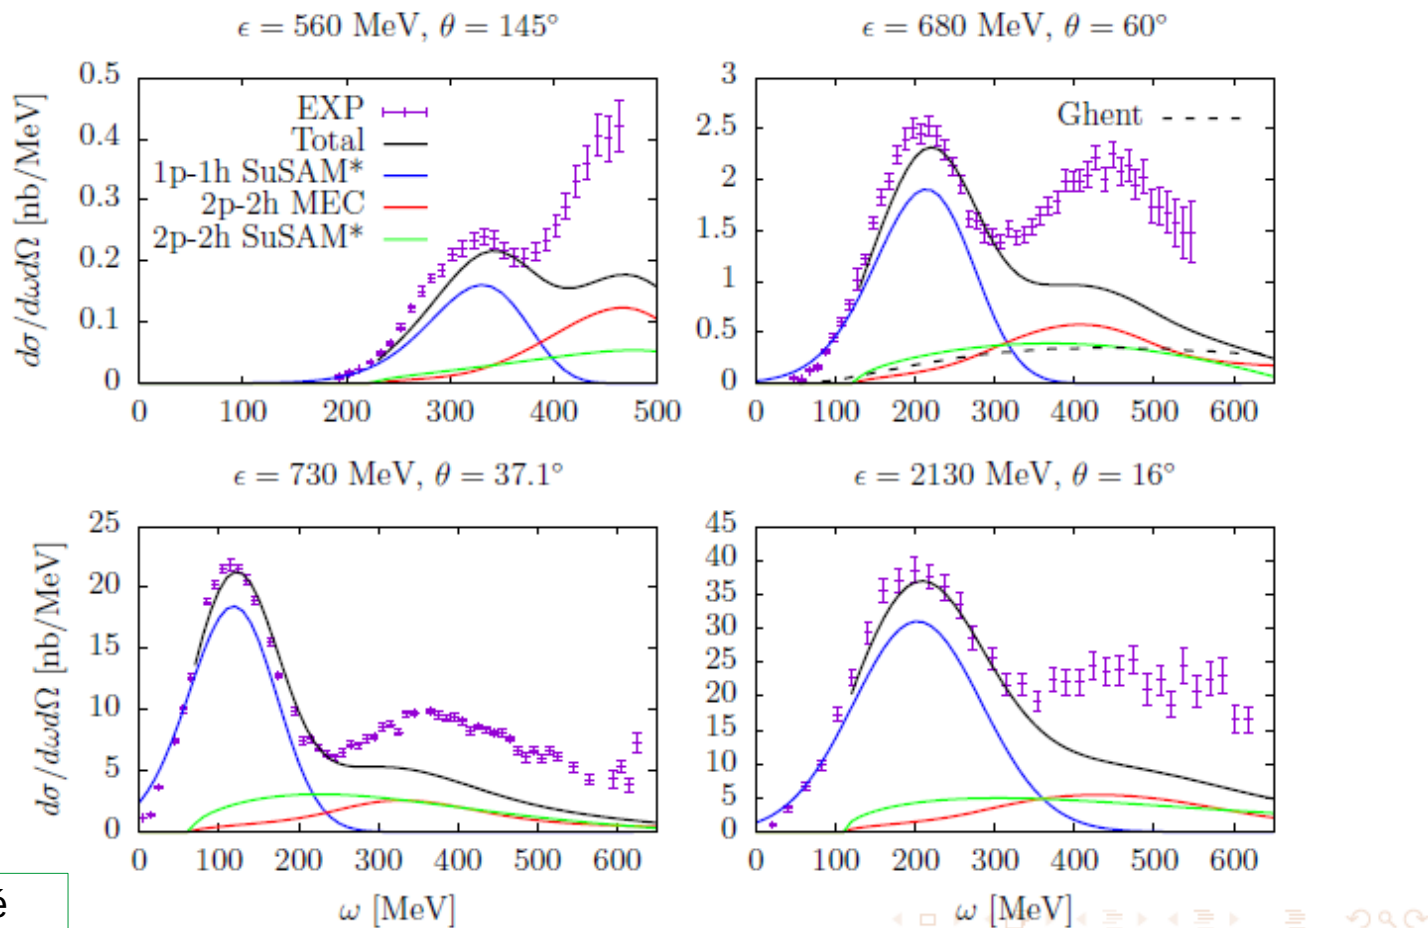 ϵ = 560 MeV, θ = 145°
0.5
0.4
0.3
0.2
0.1
0
EXP
Total
1p-1h SuSAM*
2p-2h MEC
2p-2h SuSAM*
0 100 200 300 400 500
dσ/dωdΩ [nb/MeV]
ϵ = 680 MeV, θ = 60°
3
2.5
2
1.5
1
0.5
0
Ghent
0 100 200 300 400 500 600
ϵ = 730 MeV, θ = 37.1°
25
20
15
10
5
0
0 100 200 300 400 500 600
dσ/dωdΩ [nb/MeV]
ω [MeV]
ϵ = 2130 MeV, θ = 16°
45
40
35
30
25
20
15
10
5
0
0 100 200 300 400 500 600
ω [MeV]
é